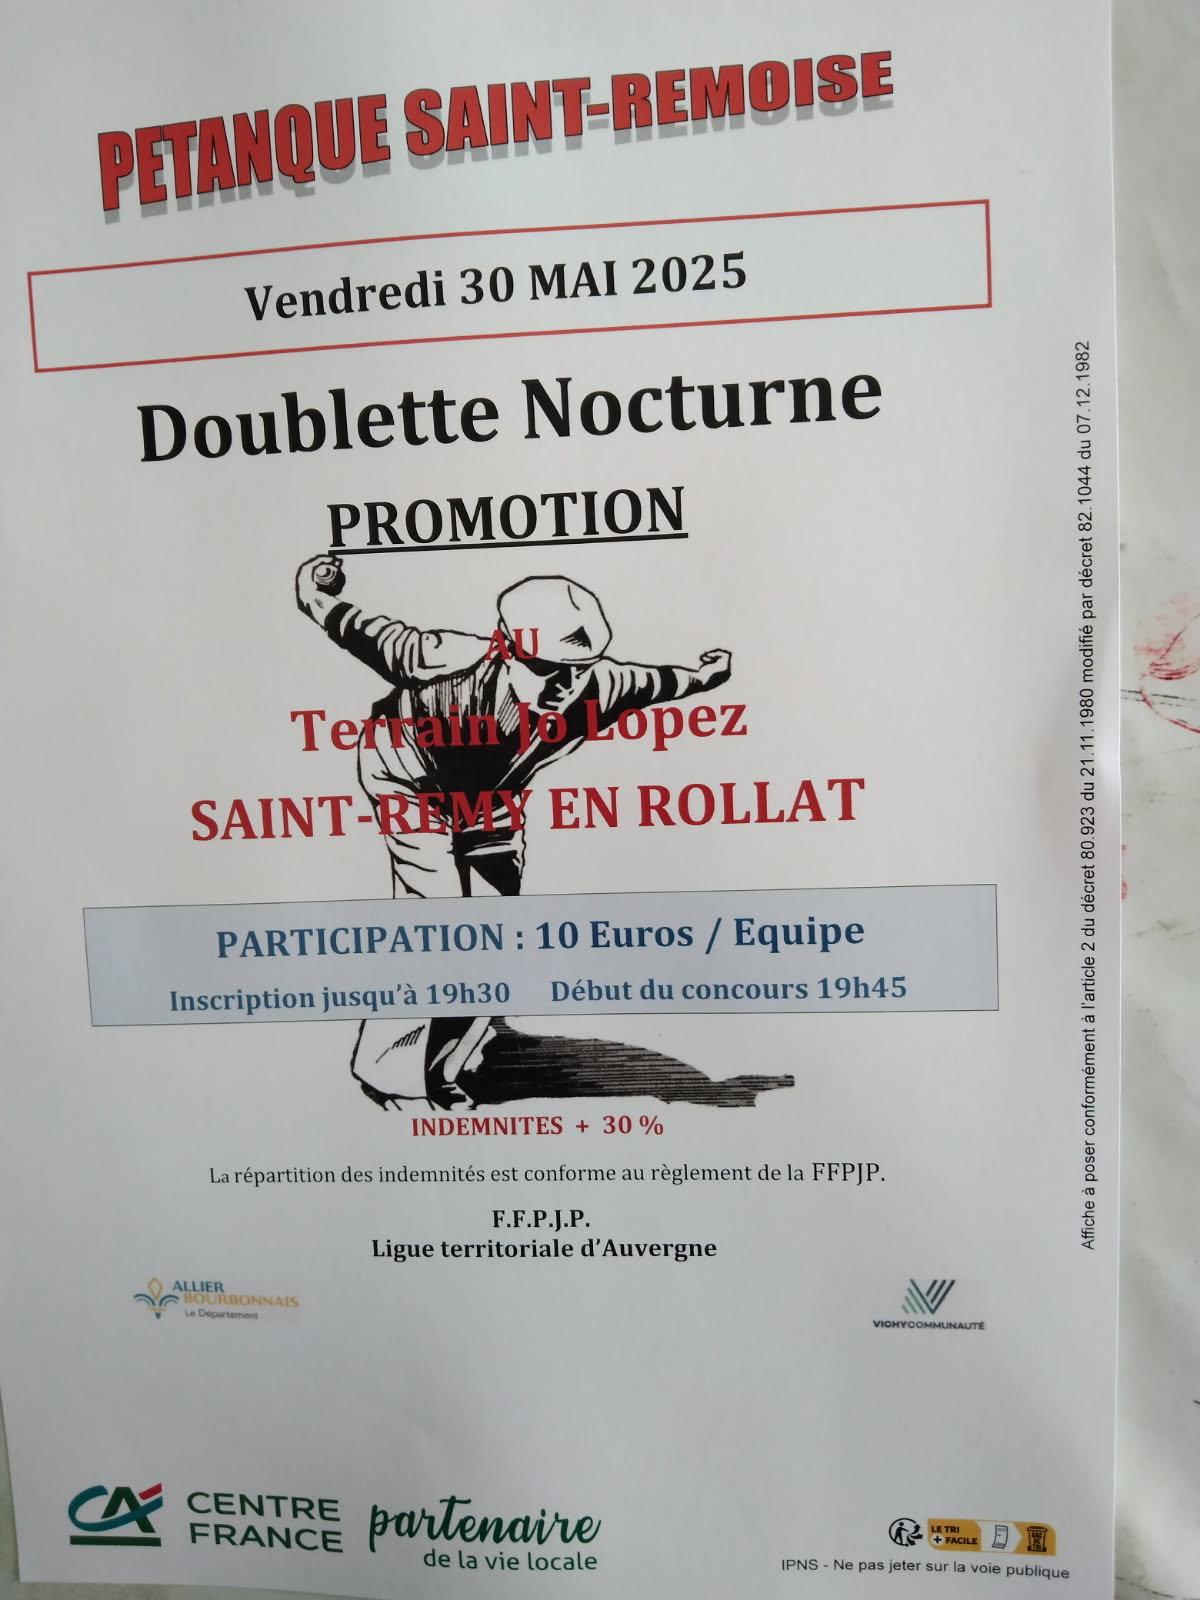 PETANQUE SAINT-REMOISE
Vendredi 30 MAI 2025
Doublette Nocturne
PROMOTION
AU
Terrain Jo Lopez
SAINT-REMY EN ROLLAT
PARTICIPATION : 10 Euros / Equipe
Inscription jusqu'à 19h30 Début du concours 19h45
INDEMNITES + 30 %
La répartition des indemnités est conforme au règlement de la FFPJP.
F.F.P.J.P.
Ligue territoriale d'Auvergne
ALLIER
BOURBONNAIS
Le Département
VICHYCOMMUNAUTÉ
CA CENTRE
FRANCE
partenaire
de la vie locale
LE TRI
+ FACILE
IPNS - Ne pas jeter sur la voie publique
Affiche à poser conformément à l'article 2 du décret 80.923 du 21.11.1980 modifié par décret 82.1044 du 07.12.1982